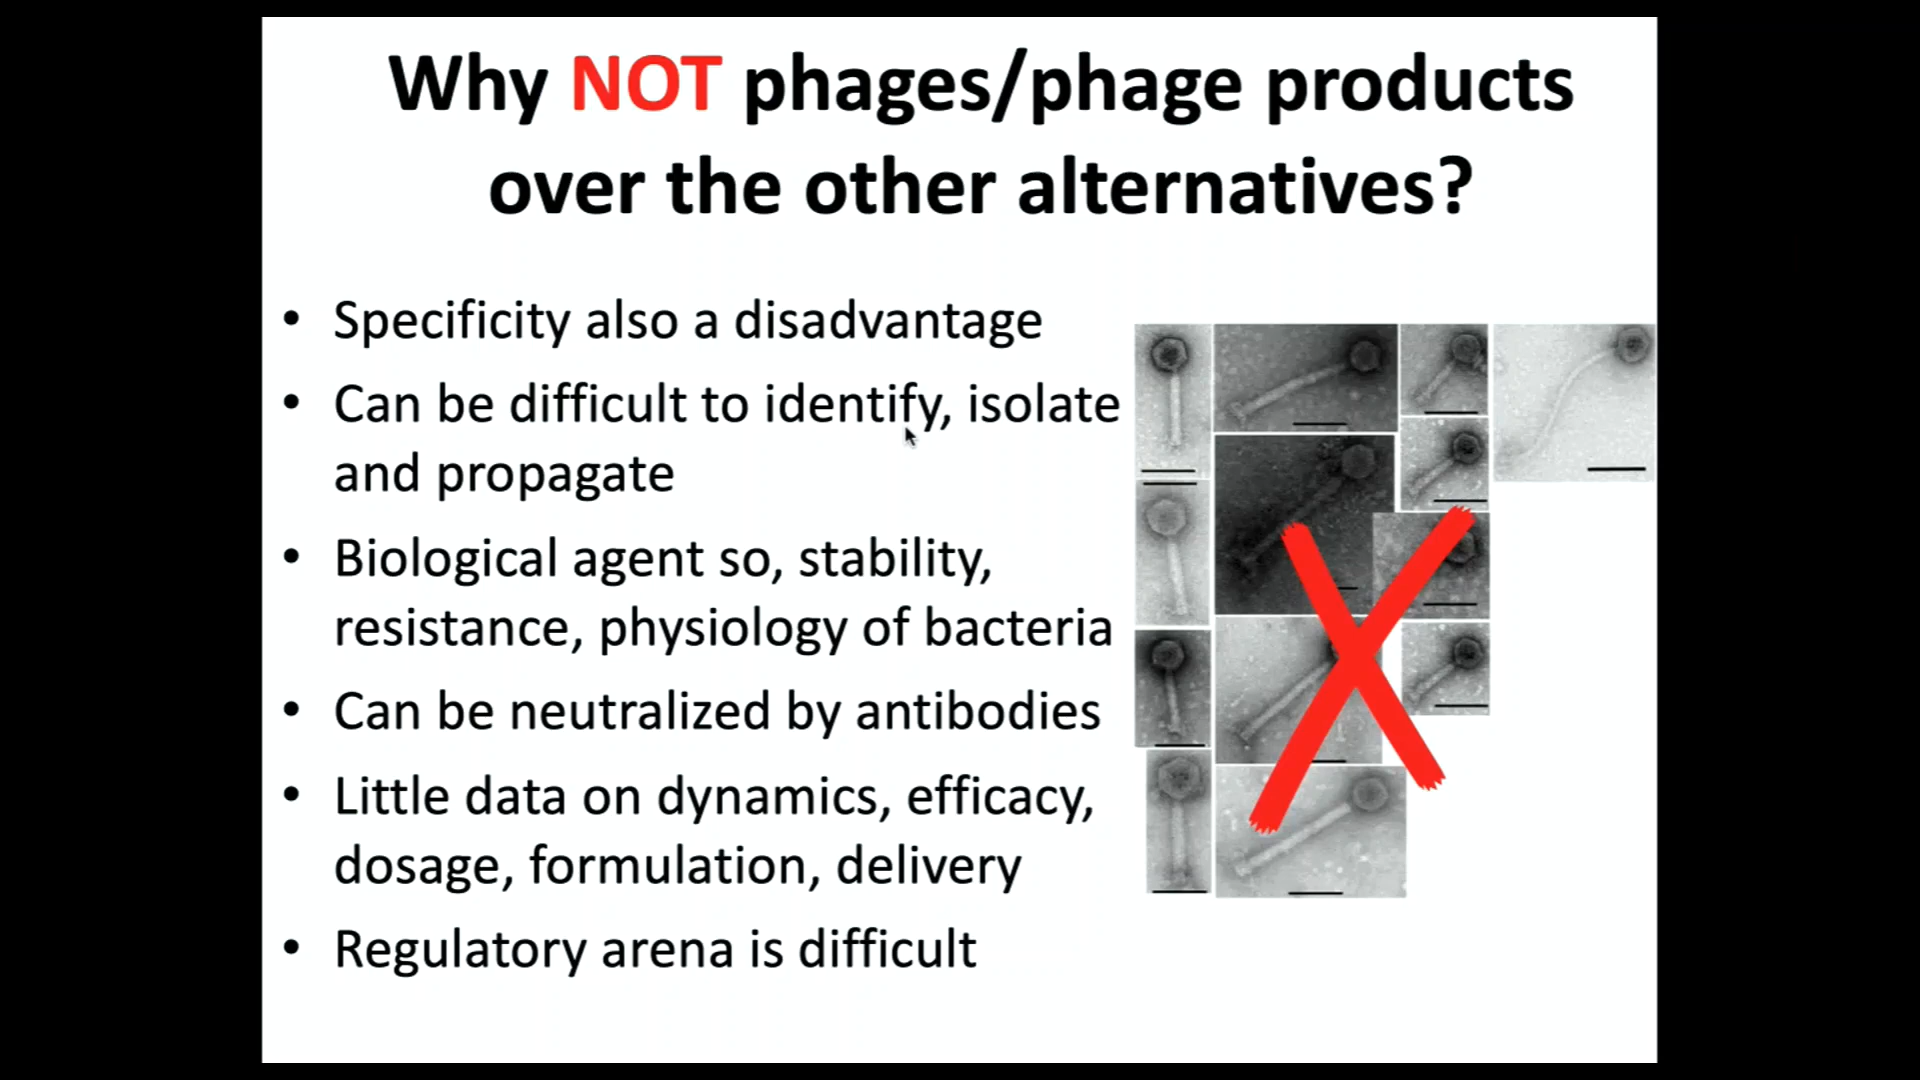 Why NOT phages/phage products
over the other alternatives?
• Specificity also a disadvantage
• Can be difficult to identify, isolate
and propagate
• Biological agent so, stability,
resistance, physiology of bacteria
• Can be neutralized by antibodies
• Little data on dynamics, efficacy,
dosage, formulation, delivery
• Regulatory arena is difficult